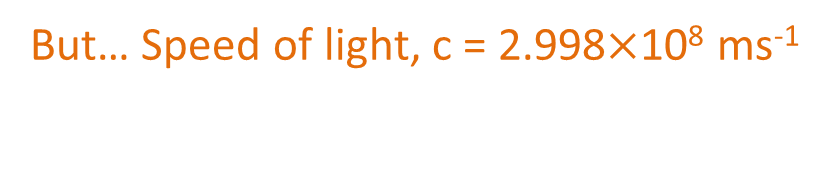 But... Speed of light, c = 2.998×10⁸ ms⁻¹